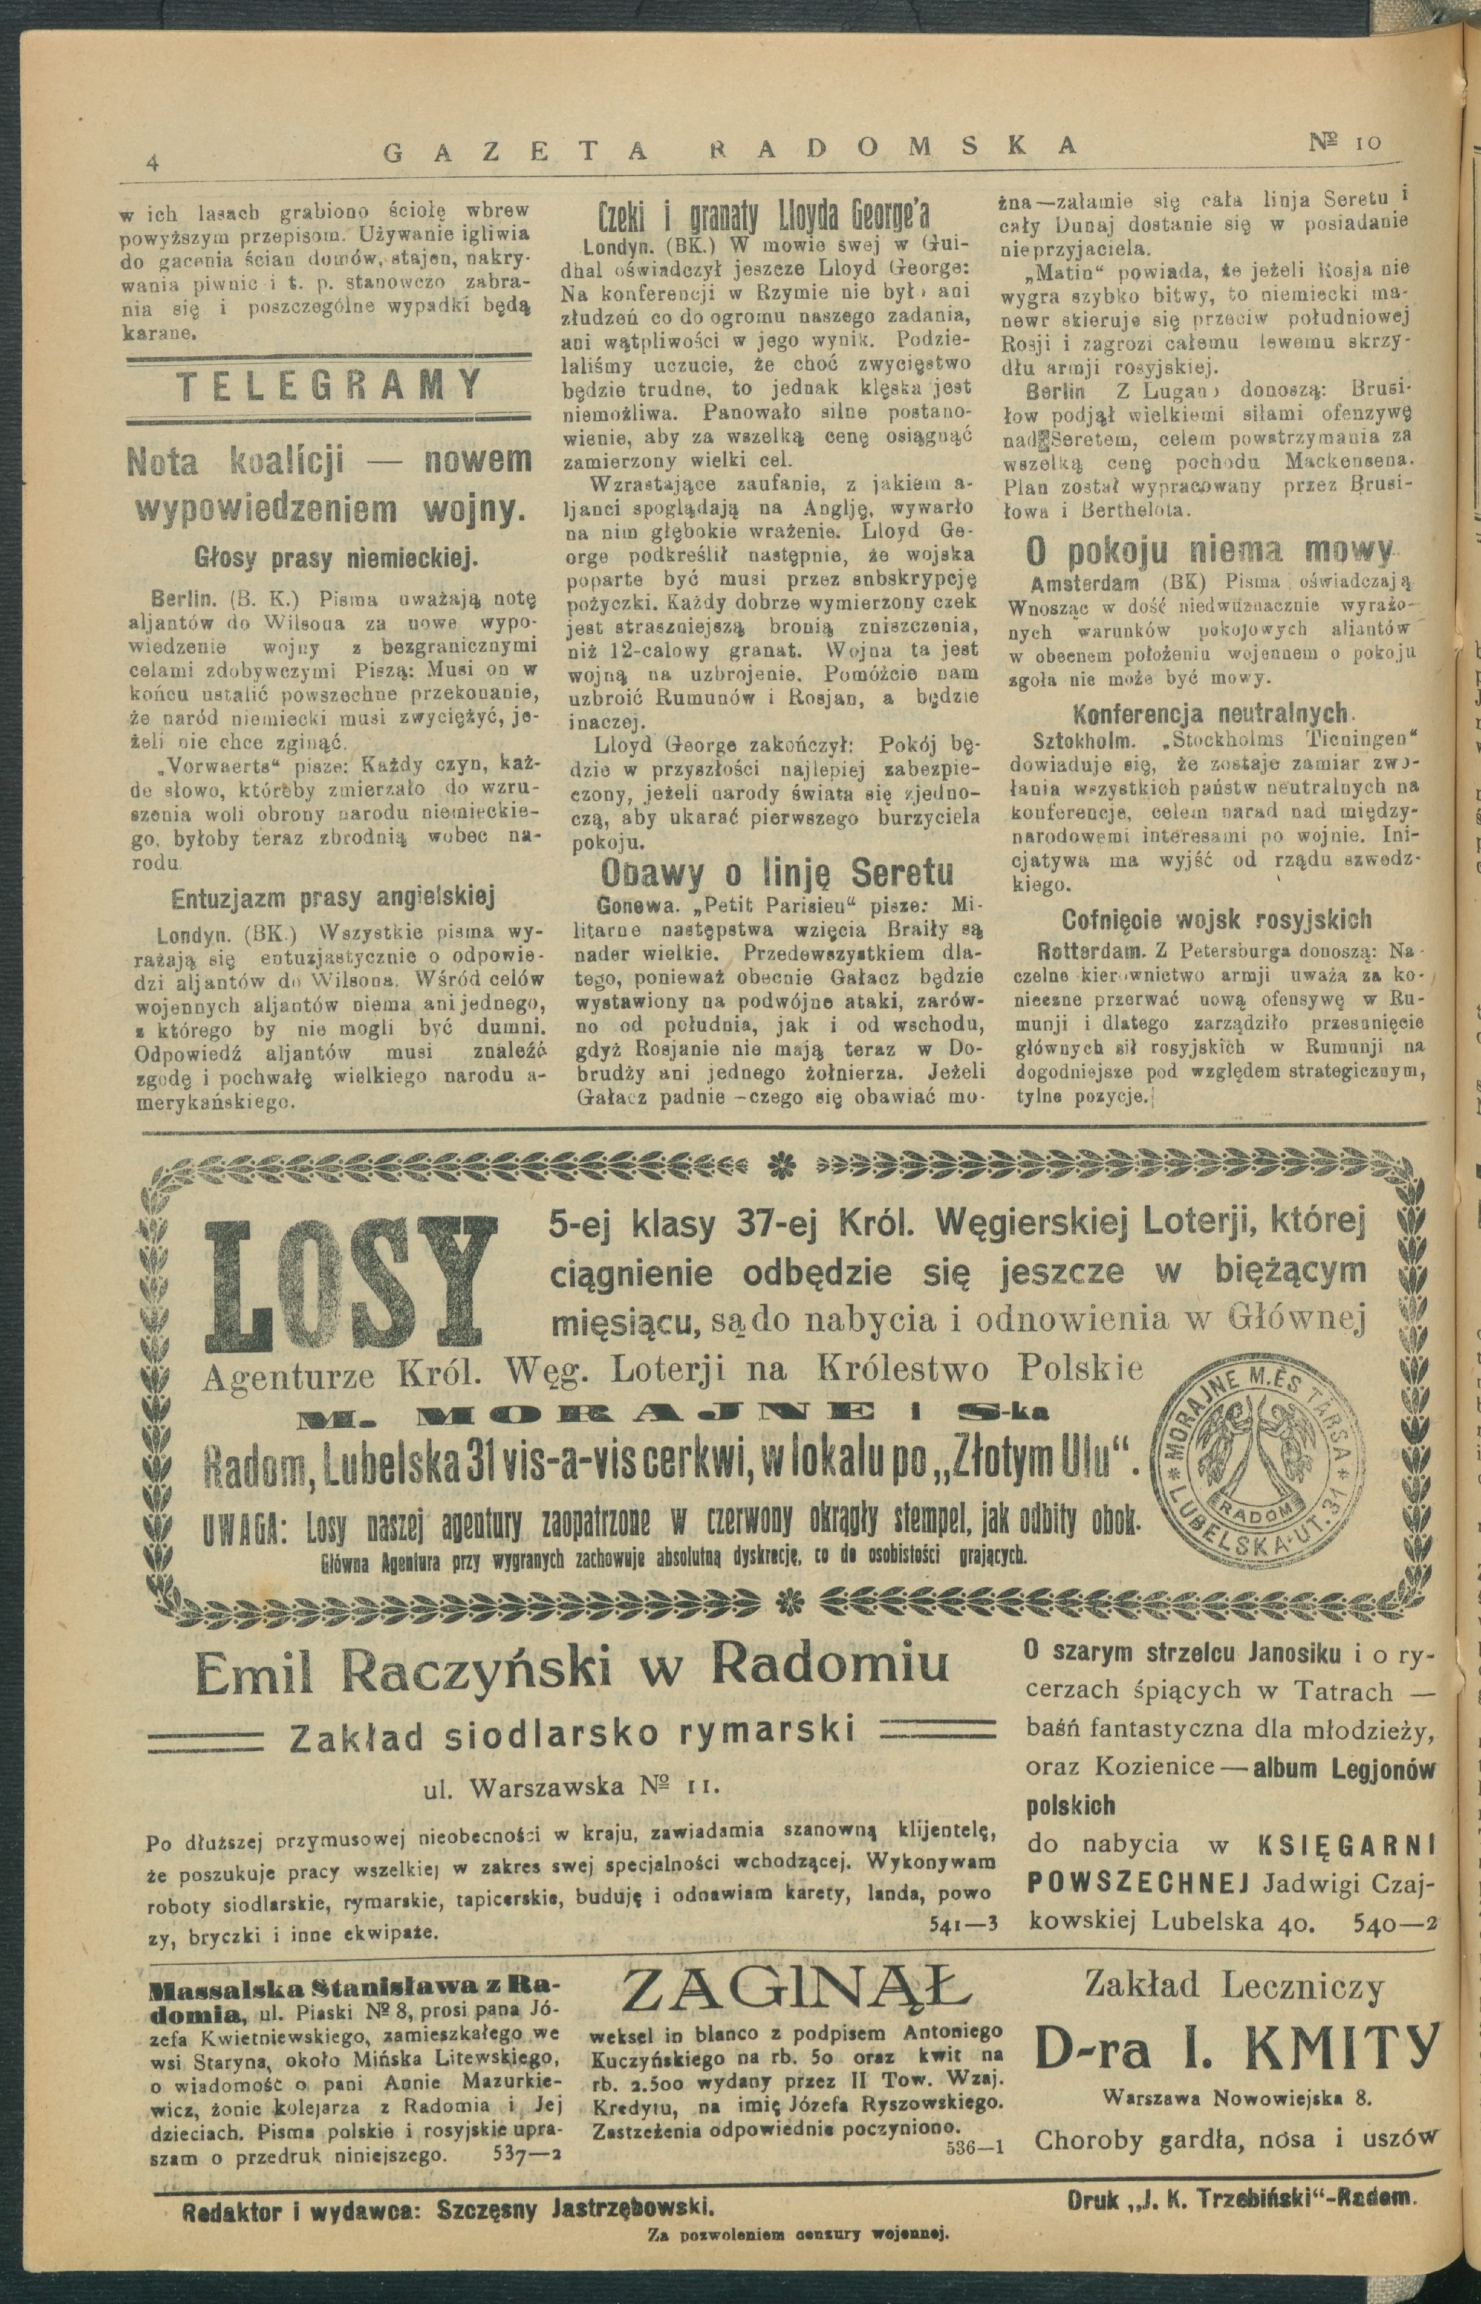 4
GAZETA RADOMSKA
№ 10
w ich lasach grabiono ściołę wbrew
powyższym przepisom. Używanie igliwia
do gacenia ścian domów, stajen, nakry-
wania piwnic i t. p. stanowczo zabra-
nia się i poszczególne wypadki będą
karane.
TELEGRAMY
Nota koalicji — nowem
wypowiedzeniem wojny.
Głosy prasy niemieckiej.
Berlin. (B. K.) Pisma uważają notę
aljantów do Wilsona za nowe wypo-
wiedzenie wojny z bezgranicznymi
celami zdobywczymi Piszą: Musi on w
końcu ustalić powszechne przekonanie,
że naród niemiecki musi zwyciężyć, je-
żeli nie chce zginąć.
„Vorwaerts“ pisze: Każdy czyn, każ-
de słowo, któreby zmierzało do wzru-
szenia woli obrony narodu niemieckie-
go, byłoby teraz zbrodnią wobec na-
rodu
Entuzjazm prasy angielskiej
Londyn. (BK.) Wszystkie pisma wy-
rażają się entuzjastycznie o odpowie-
dzi aljantów do Wilsona. Wśród celów
wojennych aljantów niema ani jednego,
z którego by nie mogli być dumni.
Odpowiedź aljantów musi znaleźć
zgodę i pochwałę wielkiego narodu a-
merykańskiego.
Czeki i granaty Lloyda George'a
Londyn. (BK.) W mowie swej w Gui-
dhal oświadczył jeszcze Lloyd George:
Na konferencji w Rzymie nie było ani
złudzeń co do ogromu naszego zadania,
ani wątpliwości w jego wynik. Podzie-
laliśmy uczucie, że choć zwycięstwo
będzie trudne, to jednak klęska jest
niemożliwa. Panowało silne postano-
wienie, aby za wszelką cenę osiągnąć
zamierzony wielki cel.
Wzrastające zaufanie, z jakiem a-
ljanci spoglądają na Anglję, wywarło
na nim głębokie wrażenie. Lloyd Ge-
orge podkreślił następnie, że wojska
poparte być musi przez snbskrypcję
pożyczki. Każdy dobrze wymierzony czek
jest straszniejszą bronią zniszczenia,
niż 12-calowy granat. Wojna ta jest
wojną na uzbrojenie. Pomóżcie nam
uzbroić Rumunów i Rosjan, a będzie
inaczej.
Lloyd George zakończył: Pokój bę-
dzie w przyszłości najlepiej zabezpie-
czony, jeżeli narody świata się zjedno-
czą, aby ukarać pierwszego burzyciela
pokoju.
Obawy o linję Seretu
Genewa. „Petit Parisien“ pisze: Mi-
litarne następstwa wzięcia Braiły są
nader wielkie. Przedewszystkiem dla-
tego, ponieważ obecnie Gałacz będzie
wystawiony na podwójne ataki, zarów-
no od południa, jak i od wschodu,
gdyż Rosjanie nie mają teraz w Do-
brudży ani jednego żołnierza. Jeżeli
Gałacz padnie –czego się obawiać mo-
żna—załamie się cała linja Seretu i
cały Dunaj dostanie się w posiadanie
nieprzyjaciela.
„Matin“ powiada, że jeżeli Rosja nie
wygra szybko bitwy, to niemiecki ma-
newr skieruje się przeciw południowej
Rosji i zagrozi całemu lewemu skrzy-
dłu armji rosyjskiej.
Berlin Z Lugano donoszą: Brusi-
łow podjął wielkiemi siłami ofenzywę
nad Seretem, celem powstrzymania za
wszelką cenę pochodu Mackensena.
Plan został wypracowany przez Brusi-
łowa i Berthelota.
O pokoju niema mowy
Amsterdam (BK) Pisma oświadczają
Wnosząc w dość niedwuznacznie wyrażo-
nych warunków pokojowych aliantów
w obecnem położeniu wojennem o pokoju
zgoła nie może być mowy.
Konferencja neutralnych.
Sztokholm. „Stockholms Ticningen“
dowiaduje się, że zostaje zamiar zwo-
łania wszystkich państw neutralnych na
konferencje, celem narad nad między-
narodowemi interesami po wojnie. Ini-
cjatywa ma wyjść od rządu szwedz-
kiego.
Cofnięcie wojsk rosyjskich
Rotterdam. Z Petersburga donoszą: Na-
czelne kierownictwo armji uważa za ko-
nieczne przerwać nową ofensywę w Ru-
munji i dlatego zarządziło przesunięcie
głównych sił rosyjskich w Rumunji na
dogodniejsze pod względem strategicznym,
tylne pozycje.
LOSY
5-ej klasy 37-ej Król. Węgierskiej Loterji, której
ciągnienie odbędzie się jeszcze w biężącym
mięsiącu, są do nabycia i odnowienia w Głównej
Agenturze Król. Węg. Loterji na Królestwo Polskie
M. MORAJNE i S-ka
Radom, Lubelska 31 vis-a-vis cerkwi, w lokalu po „Złotym Ulu“.
UWAGA: Losy naszej agentury zaopatrzone w czerwony okrągły stempel, jak odbity obok.
Główna Agentura przy wygranych zachowuje absolutną dyskrecję, co do osobistości grających.
MORAJNE M. ÉS TÁRSA
RADOM
LUBELSKA-UT. 31
Emil Raczyński w Radomiu
Zakład siodlarsko rymarski
ul. Warszawska № 11.
Po dłuższej przymusowej nieobecności w kraju, zawiadamia szanowną klijentelę,
że poszukuje pracy wszelkiej w zakres swej specjalności wchodzącej. Wykonywam
roboty siodlarskie, rymarskie, tapicerskie, buduję i odnawiam karety, landa, powo
zy, bryczki i inne ekwipaże.
541—3
O szarym strzelcu Janosiku i o ry-
cerzach śpiących w Tatrach —
baśń fantastyczna dla młodzieży,
oraz Kozienice — album Legjonów
polskich
do nabycia w KSIĘGARNI
POWSZECHNEJ Jadwigi Czaj-
kowskiej Lubelska 40. 540—2
Massalska Stanisława z Ra-
domia, ul. Piaski № 8, prosi pana Jó-
zefa Kwietniewskiego, zamieszkałego we
wsi Staryna, około Mińska Litewskiego,
o wiadomość o pani Annie Mazurkie-
wicz, żonie kolejarza z Radomia i Jej
dzieciach. Pisma polskie i rosyjskie upra-
szam o przedruk niniejszego. 537—2
ZAGINĄŁ
weksel in blanco z podpisem Antoniego
Kuczyńskiego na rb. 50 oraz kwit na
rb. 2.500 wydany przez II Tow. Wzaj.
Kredytu, na imię Józefa Ryszowskiego.
Zastrzeżenia odpowiednie poczyniono.
536—1
Zakład Leczniczy
D-ra I. KMITY
Warszawa Nowowiejska 8.
Choroby gardła, nosa i uszów
Redaktor i wydawca: Szczęsny Jastrzębowski.
Druk „J. K. Trzebiński“-Radom.
Za pozwoleniem cenzury wojennej.